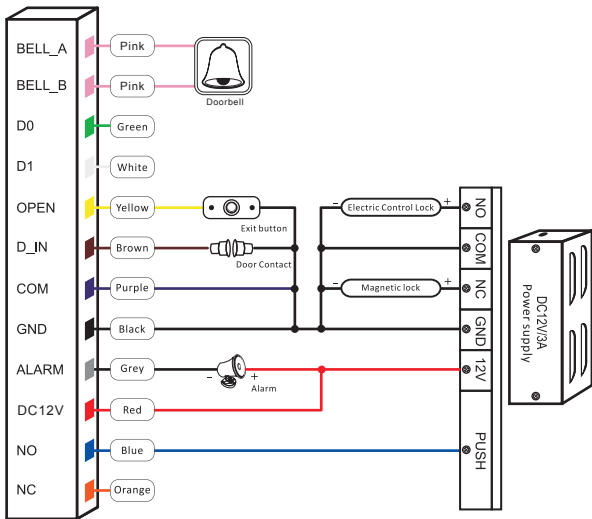 BELL_A Pink
BELL_B Pink
Doorbell
D0 Green
D1 White
OPEN Yellow
Exit button
D_IN Brown
Door Contact
COM Purple
GND Black
ALARM Grey
- +
Alarm
DC12V Red
NO Blue
NC Orange
- Electric Control Lock +
- Magnetic lock +
NO
COM
NC
GND
12V
PUSH
DC12V/3A
Power supply